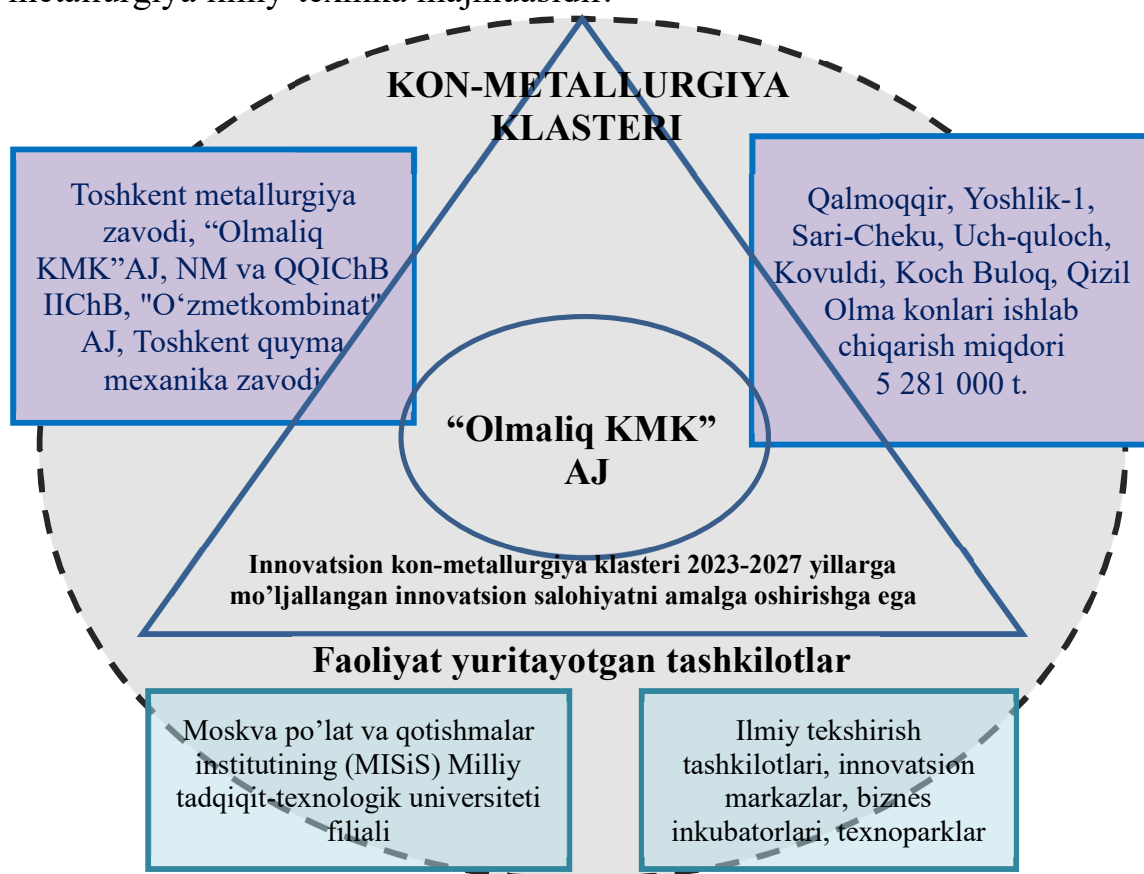 KON-METALLURGIYA
KLASTERI
Toshkent metallurgiya
zavodi, “Olmaliq
KMK”AJ, NM va QQIChB
IIChB, "O‘zmetkombinat"
AJ, Toshkent quyma
mexanika zavodi
Qalmoqqir, Yoshlik-1,
Sari-Cheku, Uch-quloch,
Kovuldi, Koch Buloq, Qizil
Olma konlari ishlab
chiqarish miqdori
5 281 000 t.
“Olmaliq KMK”
AJ
Innovatsion kon-metallurgiya klasteri 2023-2027 yillarga
mo’ljallangan innovatsion salohiyatni amalga oshirishga ega
Faoliyat yuritayotgan tashkilotlar
Moskva po’lat va qotishmalar
institutining (MISiS) Milliy
tadqiqit-texnologik universiteti
filiali
Ilmiy tekshirish
tashkilotlari, innovatsion
markazlar, biznes
inkubatorlari, texnoparklar